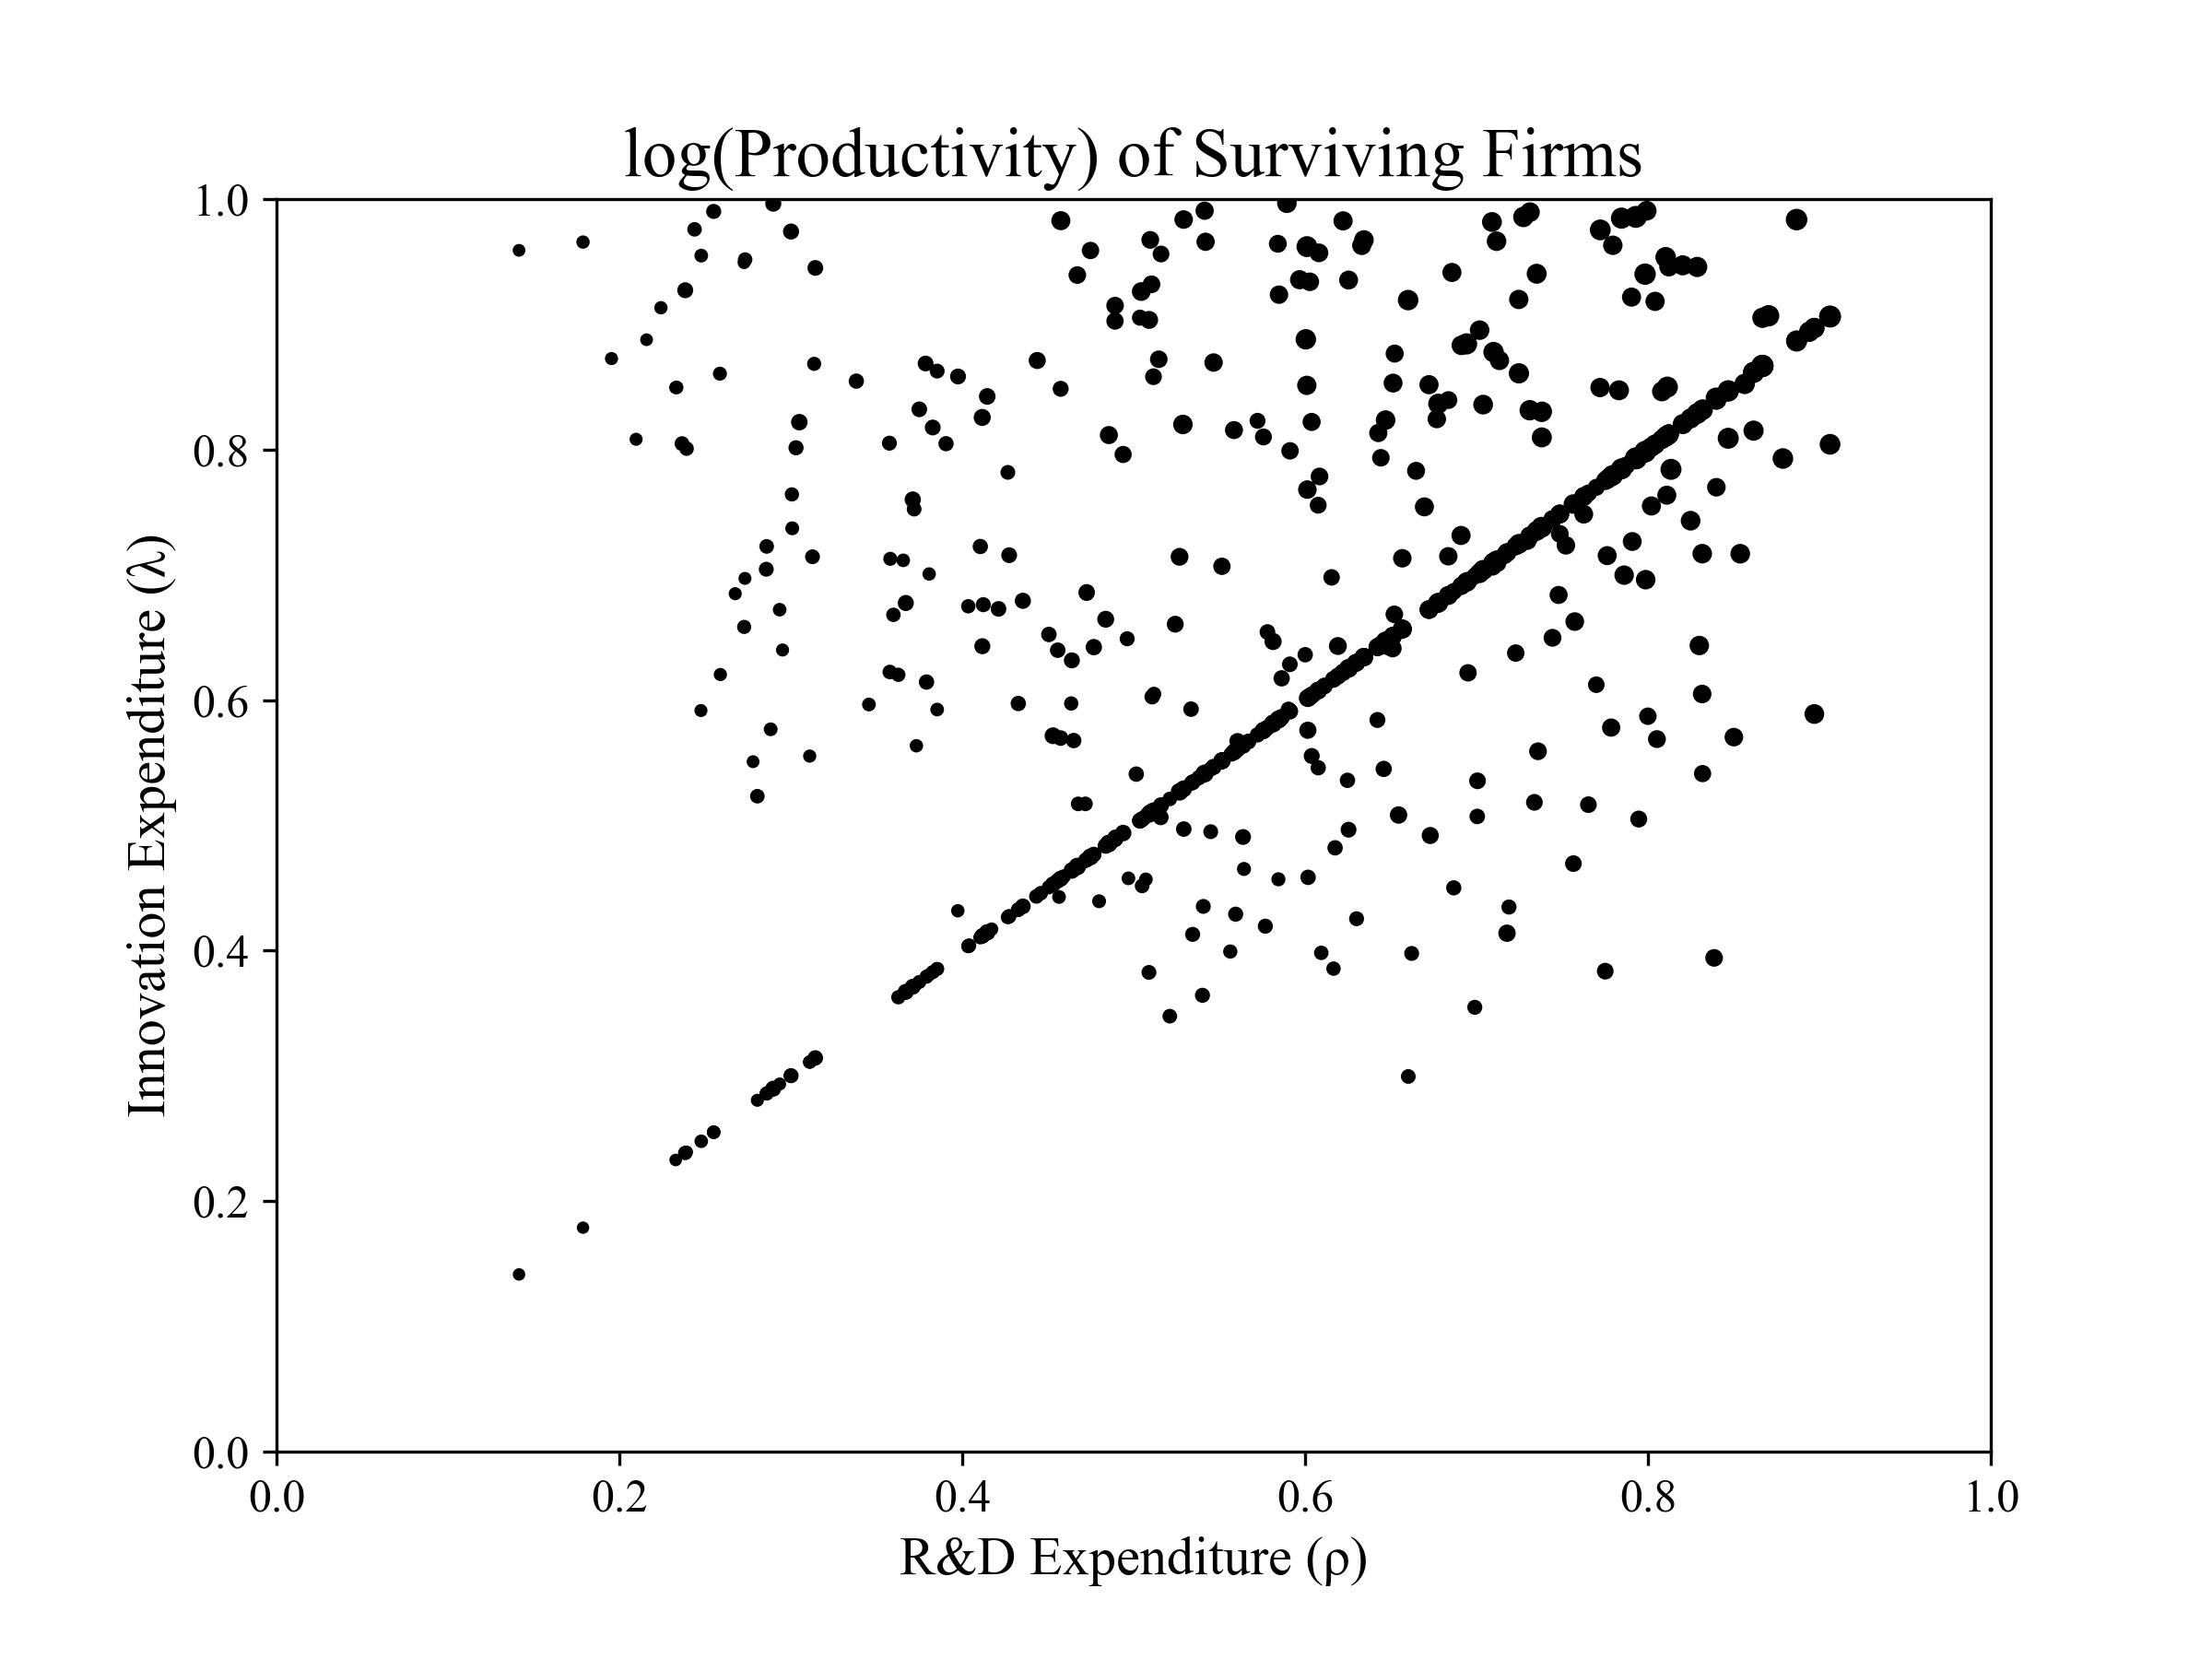 log(Productivity) of Surviving Firms
1.0
0.8
0.6
0.4
0.2
0.0
Innovation Expenditure (λ)
0.0 0.2 0.4 0.6 0.8 1.0
R&D Expenditure (ρ)